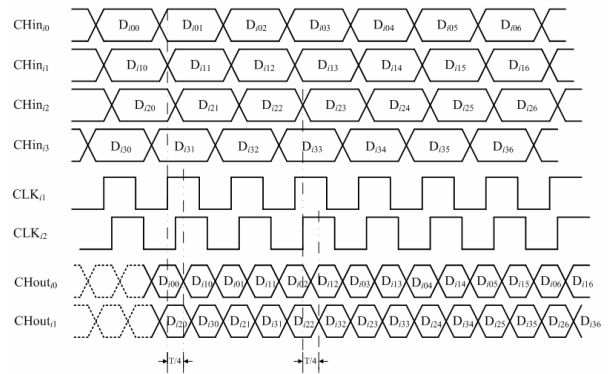 CHin_i0 D_i00 D_i01 D_i02 D_i03 D_i04 D_i05 D_i06
CHin_i1 D_i10 D_i11 D_i12 D_i13 D_i14 D_i15 D_i16
CHin_i2 D_i20 D_i21 D_i22 D_i23 D_i24 D_i25 D_i26
CHin_i3 D_i30 D_i31 D_i32 D_i33 D_i34 D_i35 D_i36
CLK_i1
CLK_i2
CHout_i0 D_i00 D_i10 D_i01 D_i11 D_i02 D_i12 D_i03 D_i13 D_i04 D_i14 D_i05 D_i15 D_i06 D_i16
CHout_i1 D_i20 D_i30 D_i21 D_i31 D_i22 D_i32 D_i23 D_i33 D_i24 D_i34 D_i25 D_i35 D_i26 D_i36
T/4 T/4